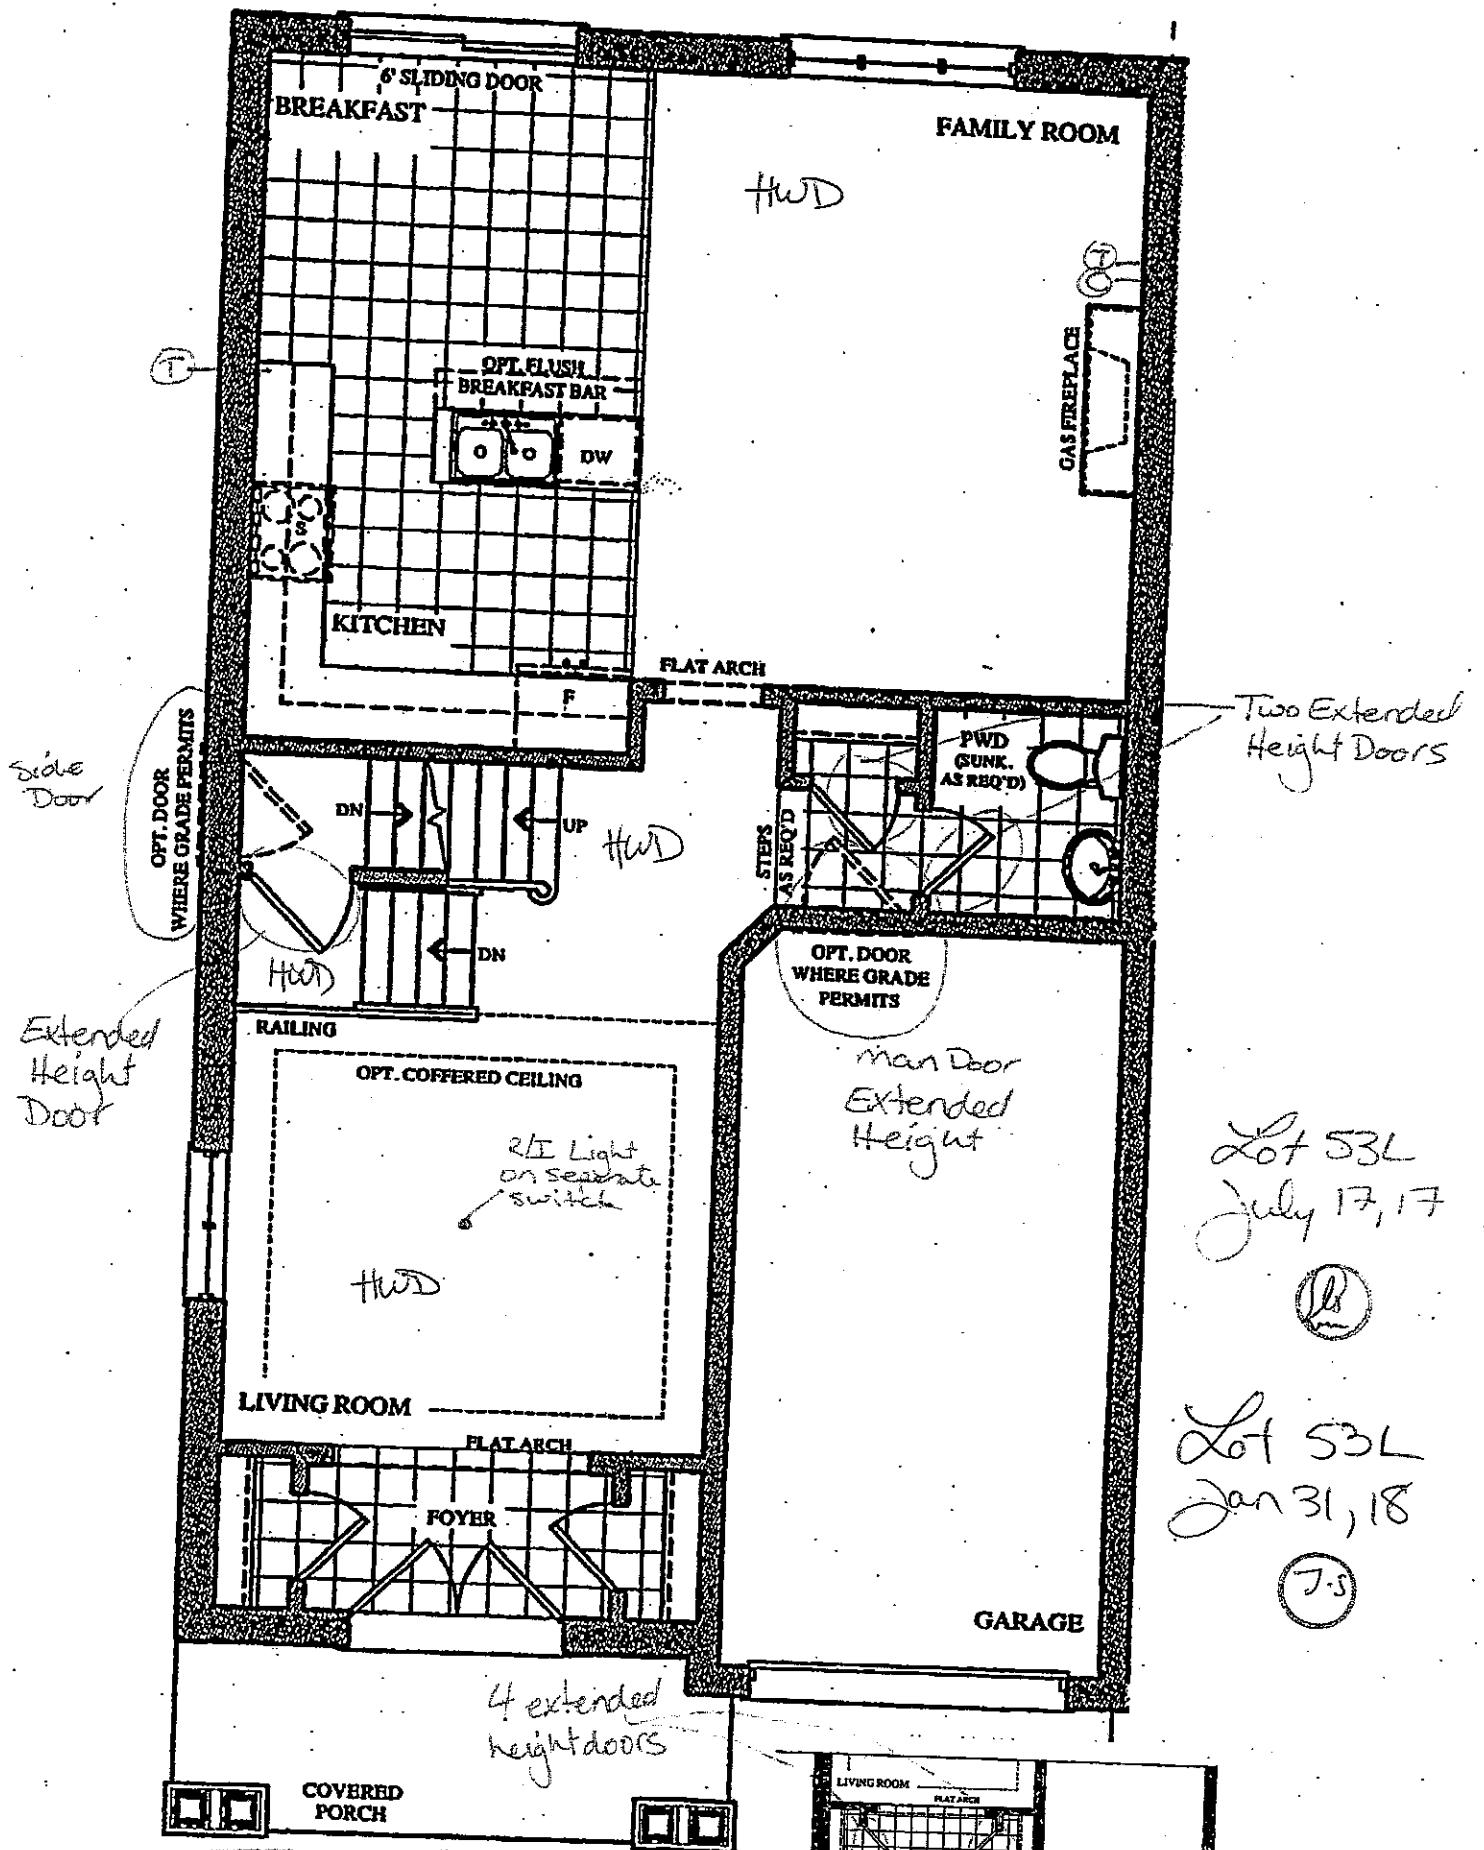 6' SLIDING DOOR
BREAKFAST
FAMILY ROOM
HWD
T
T
C
GAS FIREPLACE
OPT. FLUSH
BREAKFAST BAR
DW
S
KITCHEN
F
FLAT ARCH
Two Extended
Height Doors
PWD
(SUNK.
AS REQ'D)
side
Door
OPT. DOOR
WHERE GRADE PERMITS
DN
UP
HWD
STEPS
AS REQ'D
DN
HWD
OPT. DOOR
WHERE GRADE
PERMITS
Extended
Height
Door
RAILING
OPT. COFFERED CEILING
man Door
Extended
Height
R/I Light
on separate
switch
HWD
Lot 53L
July 17, 17
LIVING ROOM
FLAT ARCH
FOYER
Lot 53L
Jan 31, 18
J.S
GARAGE
4 extended
height doors
COVERED
PORCH
LIVING ROOM
FLAT ARCH